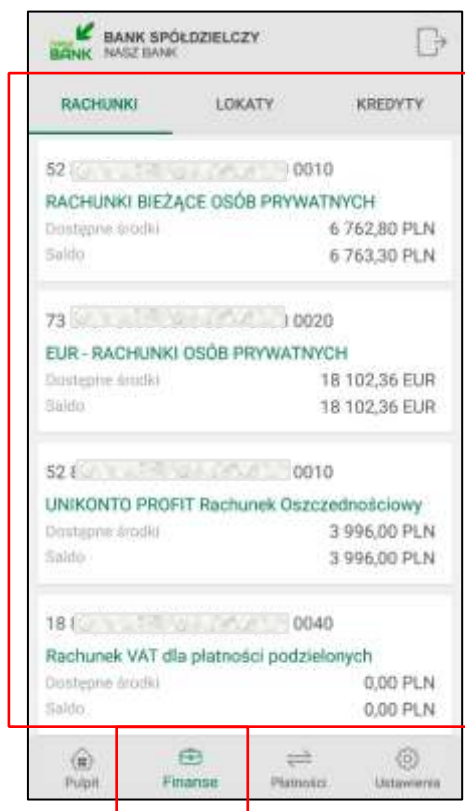 BANK SPÓŁDZIELCZY
BANK NASZ BANK
RACHUNKI LOKATY KREDYTY
52 0010
RACHUNKI BIEŻĄCE OSÓB PRYWATNYCH
Dostępne środki 6 762,80 PLN
Saldo 6 763,30 PLN
73 0020
EUR - RACHUNKI OSÓB PRYWATNYCH
Dostępne środki 18 102,36 EUR
Saldo 18 102,36 EUR
52 0010
UNIKONTO PROFIT Rachunek Oszczednościowy
Dostępne środki 3 996,00 PLN
Saldo 3 996,00 PLN
18 0040
Rachunek VAT dla płatności podzielonych
Dostępne środki 0,00 PLN
Saldo 0,00 PLN
Pulpit Finanse Płatności Ustawienia